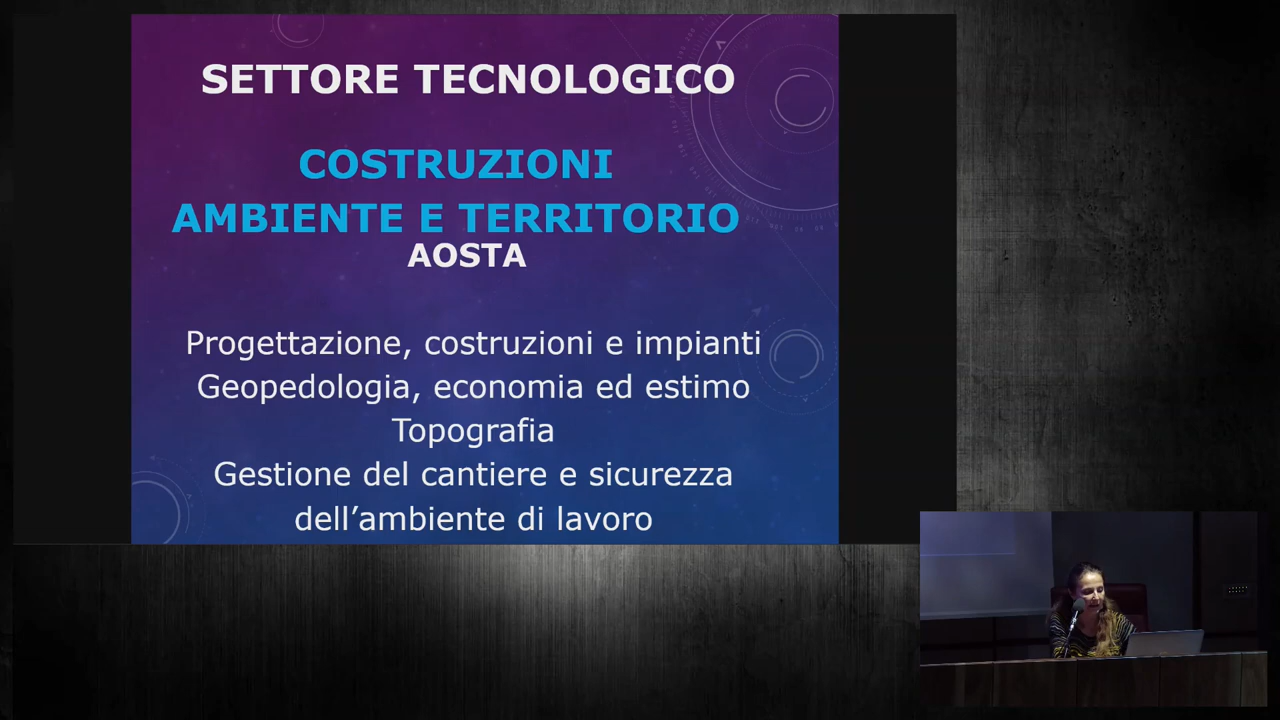 SETTORE TECNOLOGICO
COSTRUZIONI
AMBIENTE E TERRITORIO
AOSTA
Progettazione, costruzioni e impianti
Geopedologia, economia ed estimo
Topografia
Gestione del cantiere e sicurezza
dell’ambiente di lavoro